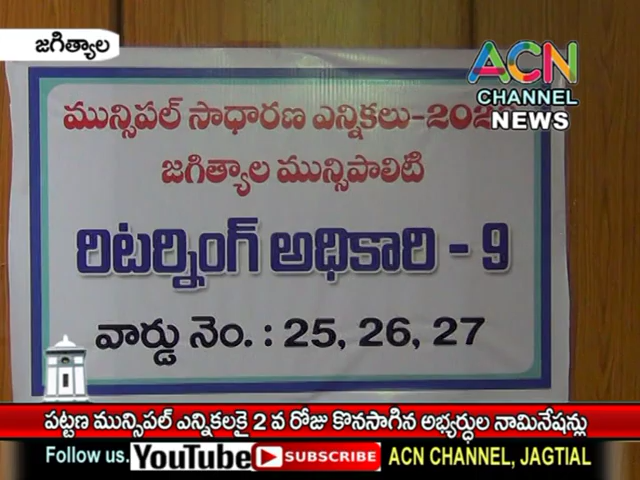 జగిత్యాల
ACN
CHANNEL
NEWS
మున్సిపల్ సాధారణ ఎన్నికలు-202
జగిత్యాల మున్సిపాలిటి
రిటర్నింగ్ అధికారి - 9
వార్డు నెం. : 25, 26, 27
పట్టణ మున్సిపల్ ఎన్నికలకై 2 వ రోజు కొనసాగిన అభ్యర్ధుల నామినేషన్లు
Follow us. YouTube SUBSCRIBE ACN CHANNEL, JAGTIAL